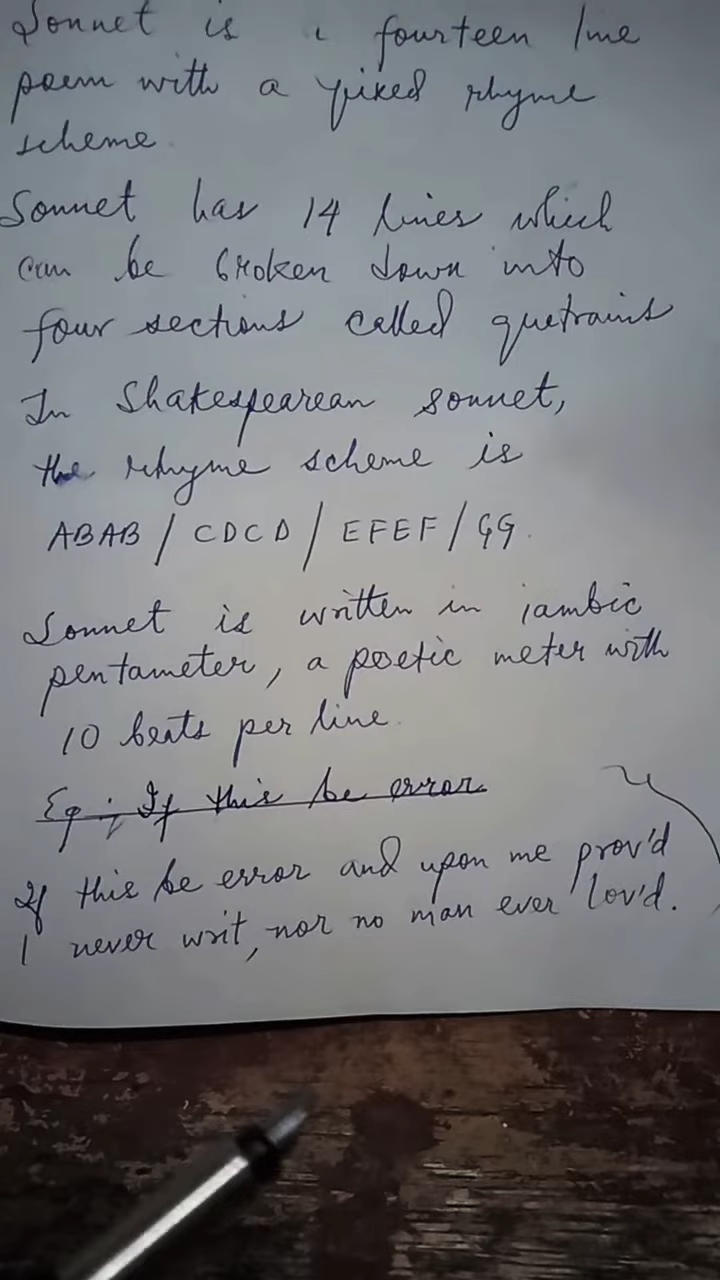 Sonnet is a fourteen line
poem with a fixed rhyme
scheme.
Sonnet has 14 lines which
can be broken down into
four sections called quetrains
In Shakespearean sonnet,
the rhyme scheme is
ABAB / CDCD / EFEF / GG.
Sonnet is written in iambic
pentameter, a poetic meter with
10 beats per line.
Eg : If this be error
If this be error and upon me prov'd
I never writ, nor no man ever lov'd.